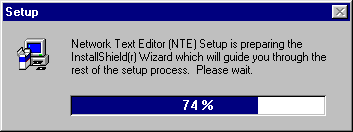 Setup
Network Text Editor (NTE) Setup is preparing the
InstallShield(r) Wizard which will guide you through the
rest of the setup process.  Please wait.
74 %